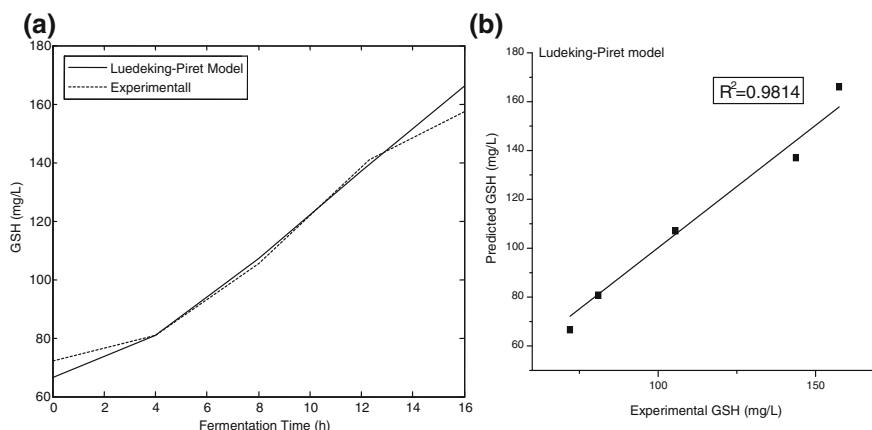 (a)
180
160
140
120
100
80
60
GSH (mg/L)
Luedeking-Piret Model
Experimentall
0 2 4 6 8 10 12 14 16
Fermentation Time (h)
(b)
Ludeking-Piret model
R²=0.9814
180
160
140
120
100
80
60
Predicted GSH (mg/L)
100 150
Experimental GSH (mg/L)